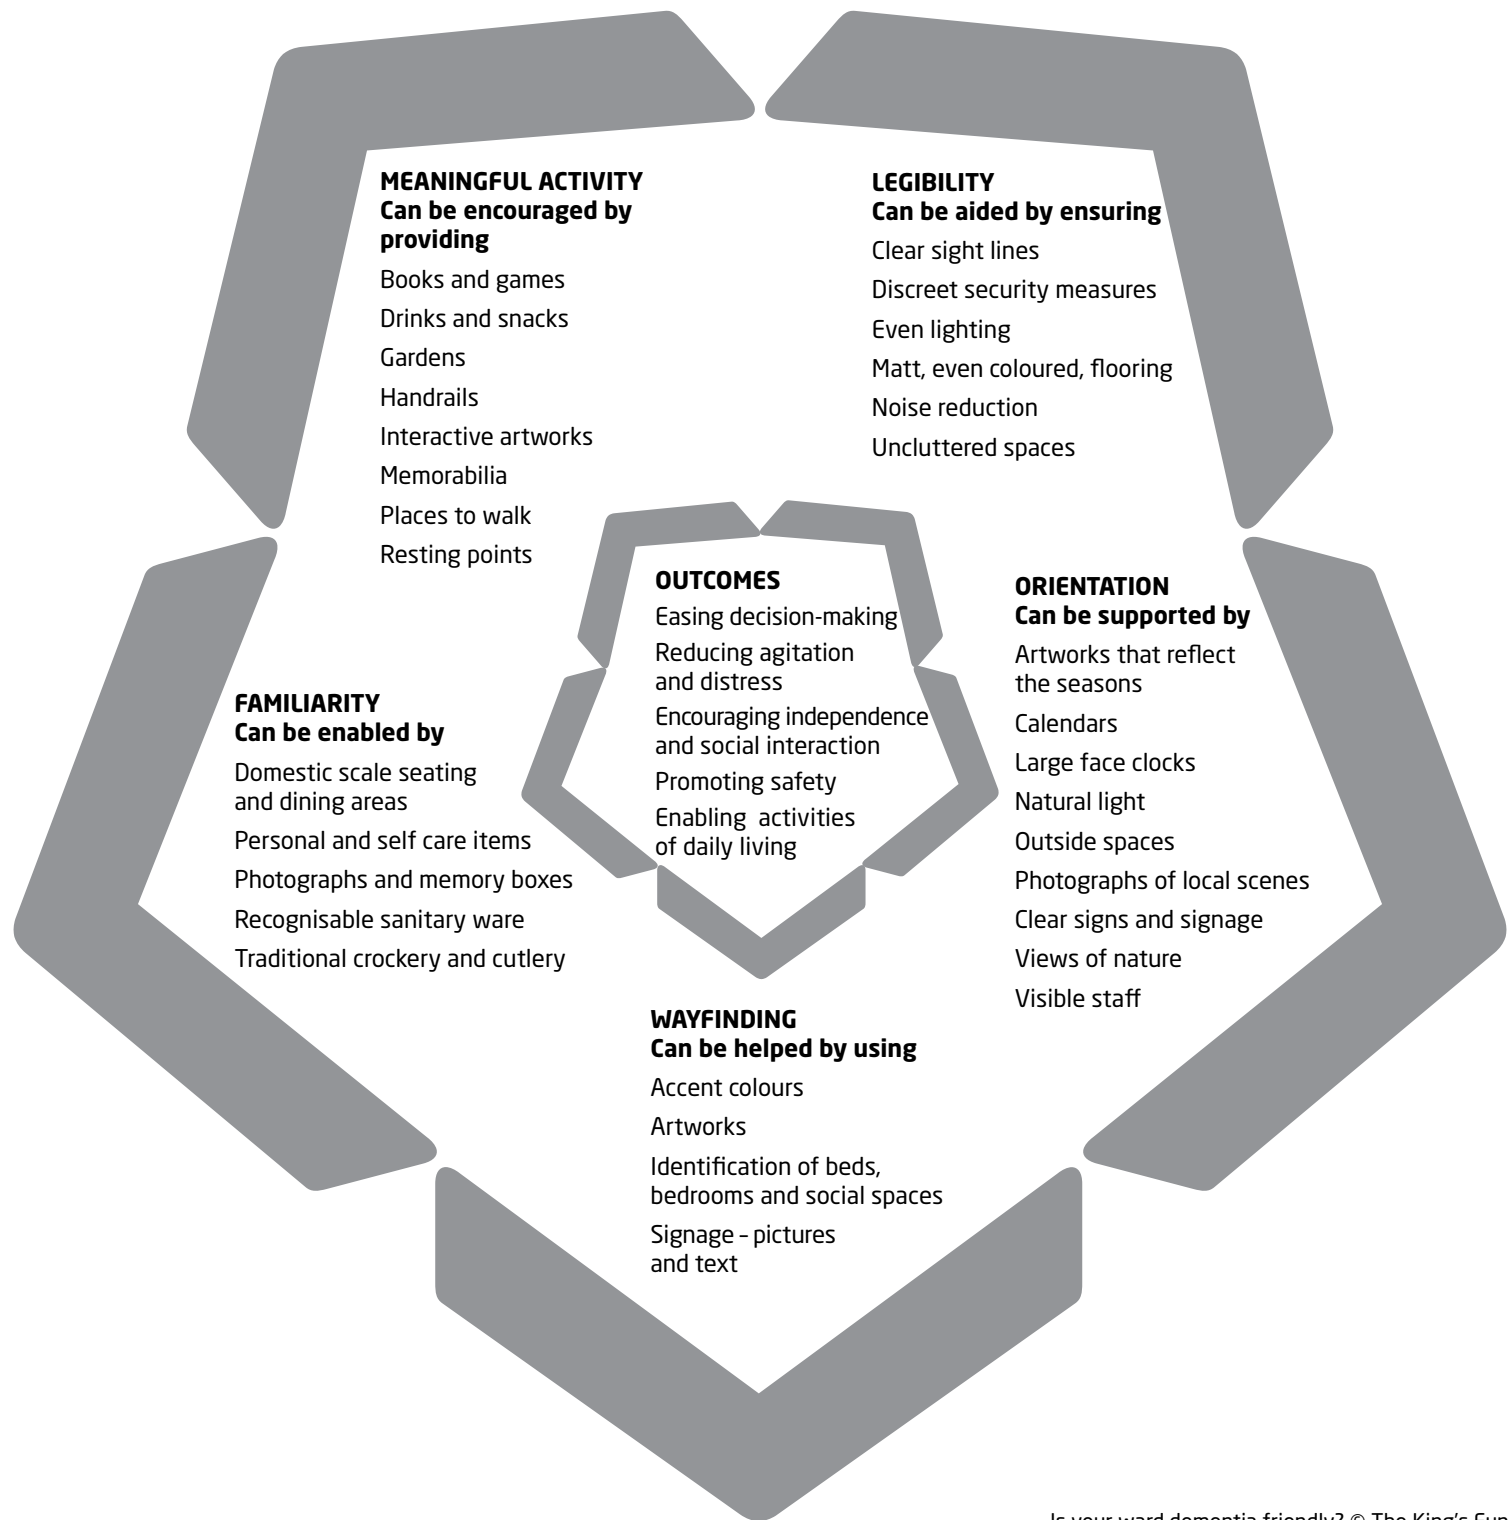 MEANINGFUL ACTIVITY
Can be encouraged by
providing
Books and games
Drinks and snacks
Gardens
Handrails
Interactive artworks
Memorabilia
Places to walk
Resting points
LEGIBILITY
Can be aided by ensuring
Clear sight lines
Discreet security measures
Even lighting
Matt, even coloured, flooring
Noise reduction
Uncluttered spaces
OUTCOMES
Easing decision-making
Reducing agitation
and distress
Encouraging independence
and social interaction
Promoting safety
Enabling activities
of daily living
ORIENTATION
Can be supported by
Artworks that reflect
the seasons
Calendars
Large face clocks
Natural light
Outside spaces
Photographs of local scenes
Clear signs and signage
Views of nature
Visible staff
FAMILIARITY
Can be enabled by
Domestic scale seating
and dining areas
Personal and self care items
Photographs and memory boxes
Recognisable sanitary ware
Traditional crockery and cutlery
WAYFINDING
Can be helped by using
Accent colours
Artworks
Identification of beds,
bedrooms and social spaces
Signage – pictures
and text
Is your ward dementia friendly? © The King's